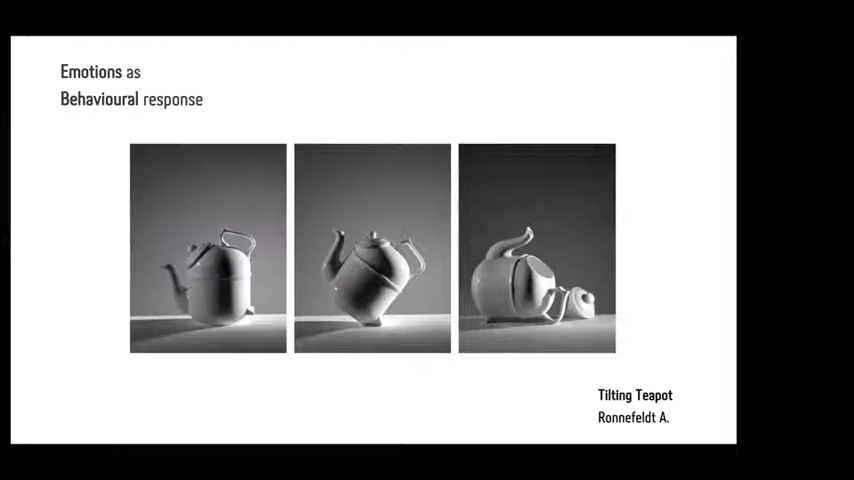 Emotions as
Behavioural response
Tilting Teapot
Ronnefeldt A.